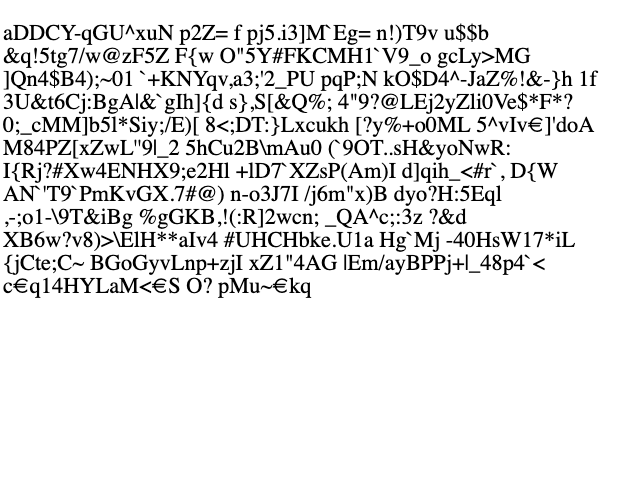 aDDCY-qGU^xuN p2Z= f pj5.i3]M`Eg= n!)T9v u$$b
&q!5tg7/w@zF5Z F{w O"5Y#FKCMH1`V9_o gcLy>MG
]Qn4$B4);~01 `+KNYqv,a3;'2_PU pqP;N kO$D4^-JaZ%!&-}h 1f
3U&t6Cj:BgA|&`gIh]{d s},S[&Q%; 4"9?@LEj2yZli0Ve$*F*?
0;_cMM]b5l*Siy;/E)[ 8<;DT:}Lxcukh [?y%+o0ML 5^vIv€]'doA
M84PZ[xZwL"9l_2 5hCu2B\mAu0 (`9OT..sH&yoNwR:
I{Rj?#Xw4ENHX9;e2Hl +lD7`XZsP(Am)I d]qih_<#r`, D{W
AN`'T9`PmKvGX.7#@) n-o3J7I /j6m"x)B dyo?H:5Eql
,-;o1-\9T&iBg %gGKB,!(:R]2wcn; _QA^c;:3z ?&d
XB6w?v8)>\ElH**aIv4 #UHCHbke.U1a Hg`Mj -40HsW17*iL
{jCte;C~ BGoGyvLnp+zjI xZ1"4AG |Em/ayBPPj+|_48p4`<
c€q14HYLaM<€S O? pMu~€kq